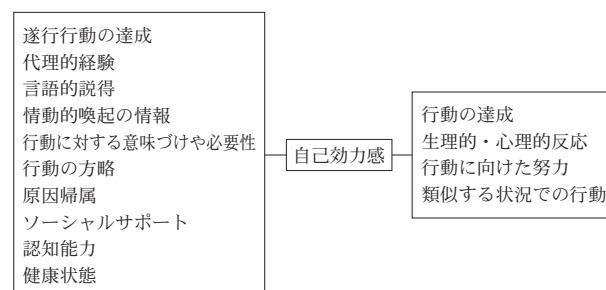 遂行行動の達成
代理的経験
言語的説得
情動的喚起の情報
行動に対する意味づけや必要性
行動の方略
原因帰属
ソーシャルサポート
認知能力
健康状態
自己効力感
行動の達成
生理的・心理的反応
行動に向けた努力
類似する状況での行動